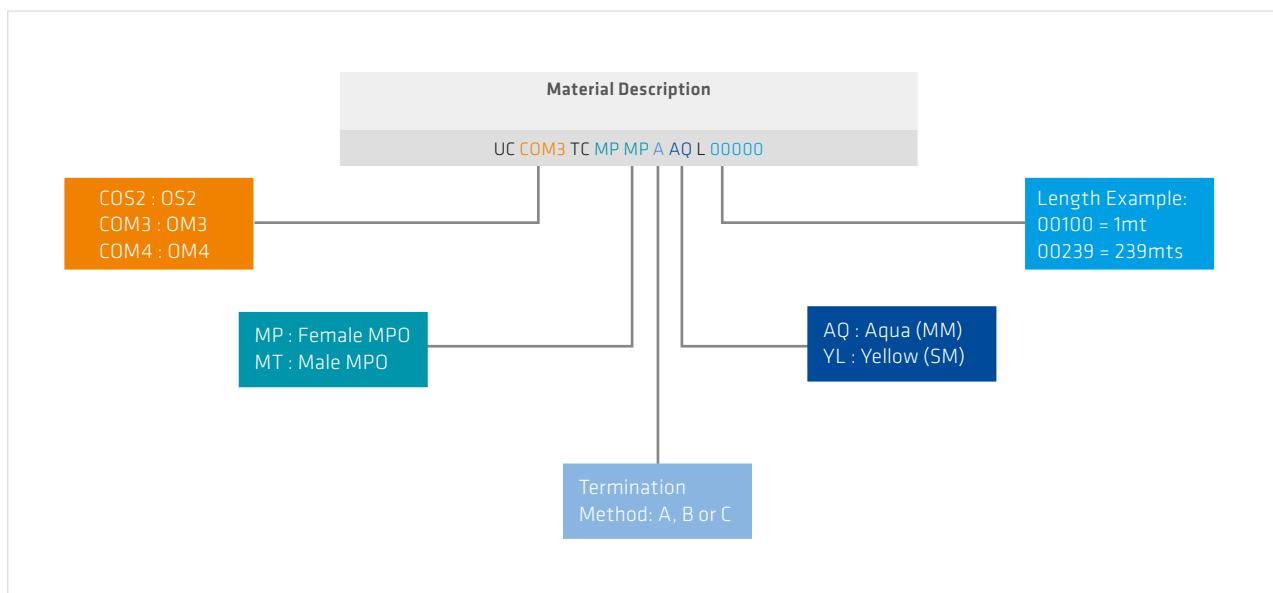 Material Description
UC COM3 TC MP MP A AQ L 00000
COS2 : OS2
COM3 : OM3
COM4 : OM4
Length Example:
00100 = 1mt
00239 = 239mts
MP : Female MPO
MT : Male MPO
AQ : Aqua (MM)
YL : Yellow (SM)
Termination
Method: A, B or C